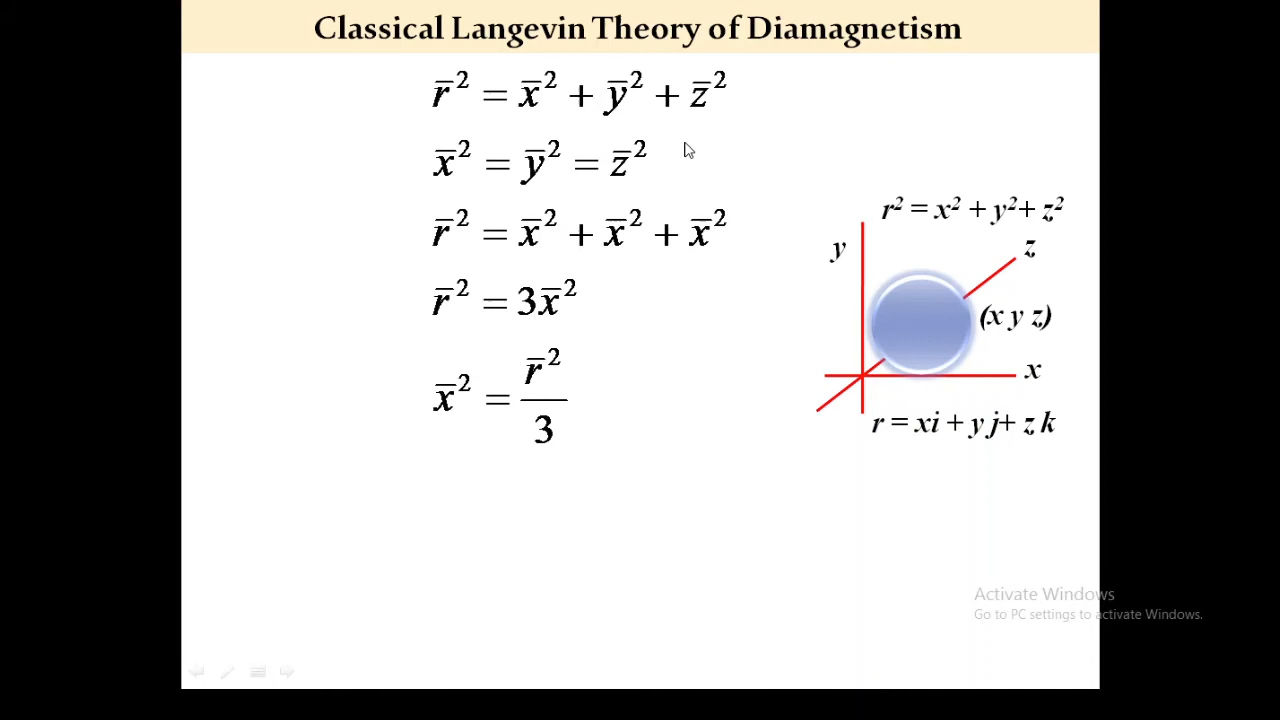 Classical Langevin Theory of Diamagnetism
r̄² = x̄² + ȳ² + z̄²
x̄² = ȳ² = z̄²
r̄² = x̄² + x̄² + x̄²
r̄² = 3x̄²
x̄² = r̄²/3
r² = x² + y²+ z²
y
z
(x y z)
x
r = xi + y j+ z k
Activate Windows
Go to PC settings to activate Windows.